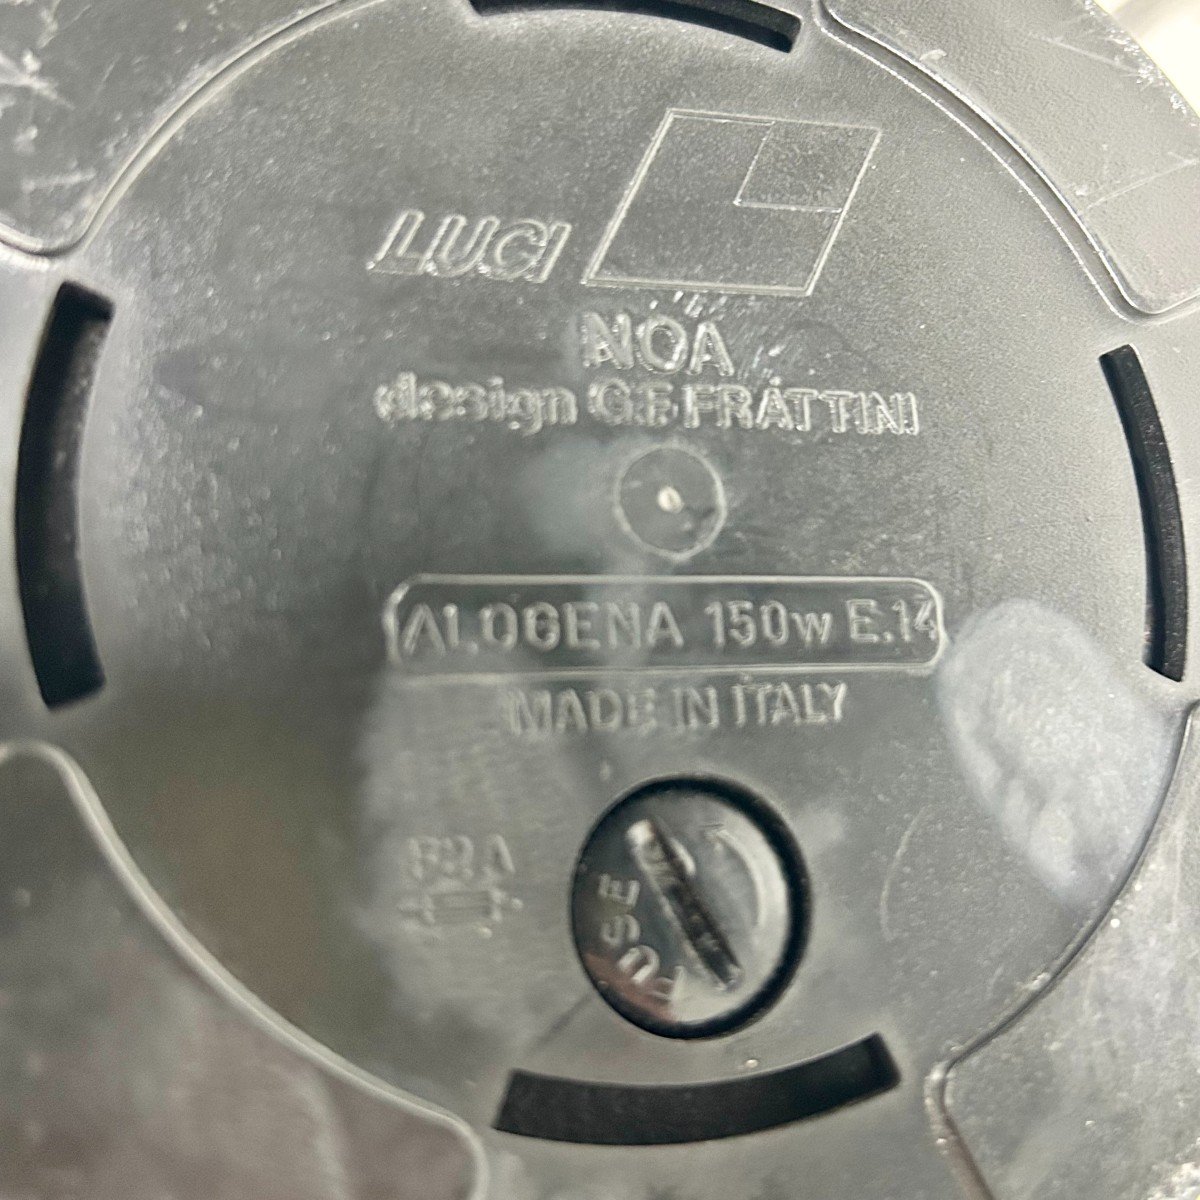 LUCI
NOA
design G.F. FRATTINI
ALOGENA 150w E.14
MADE IN ITALY
FUSE